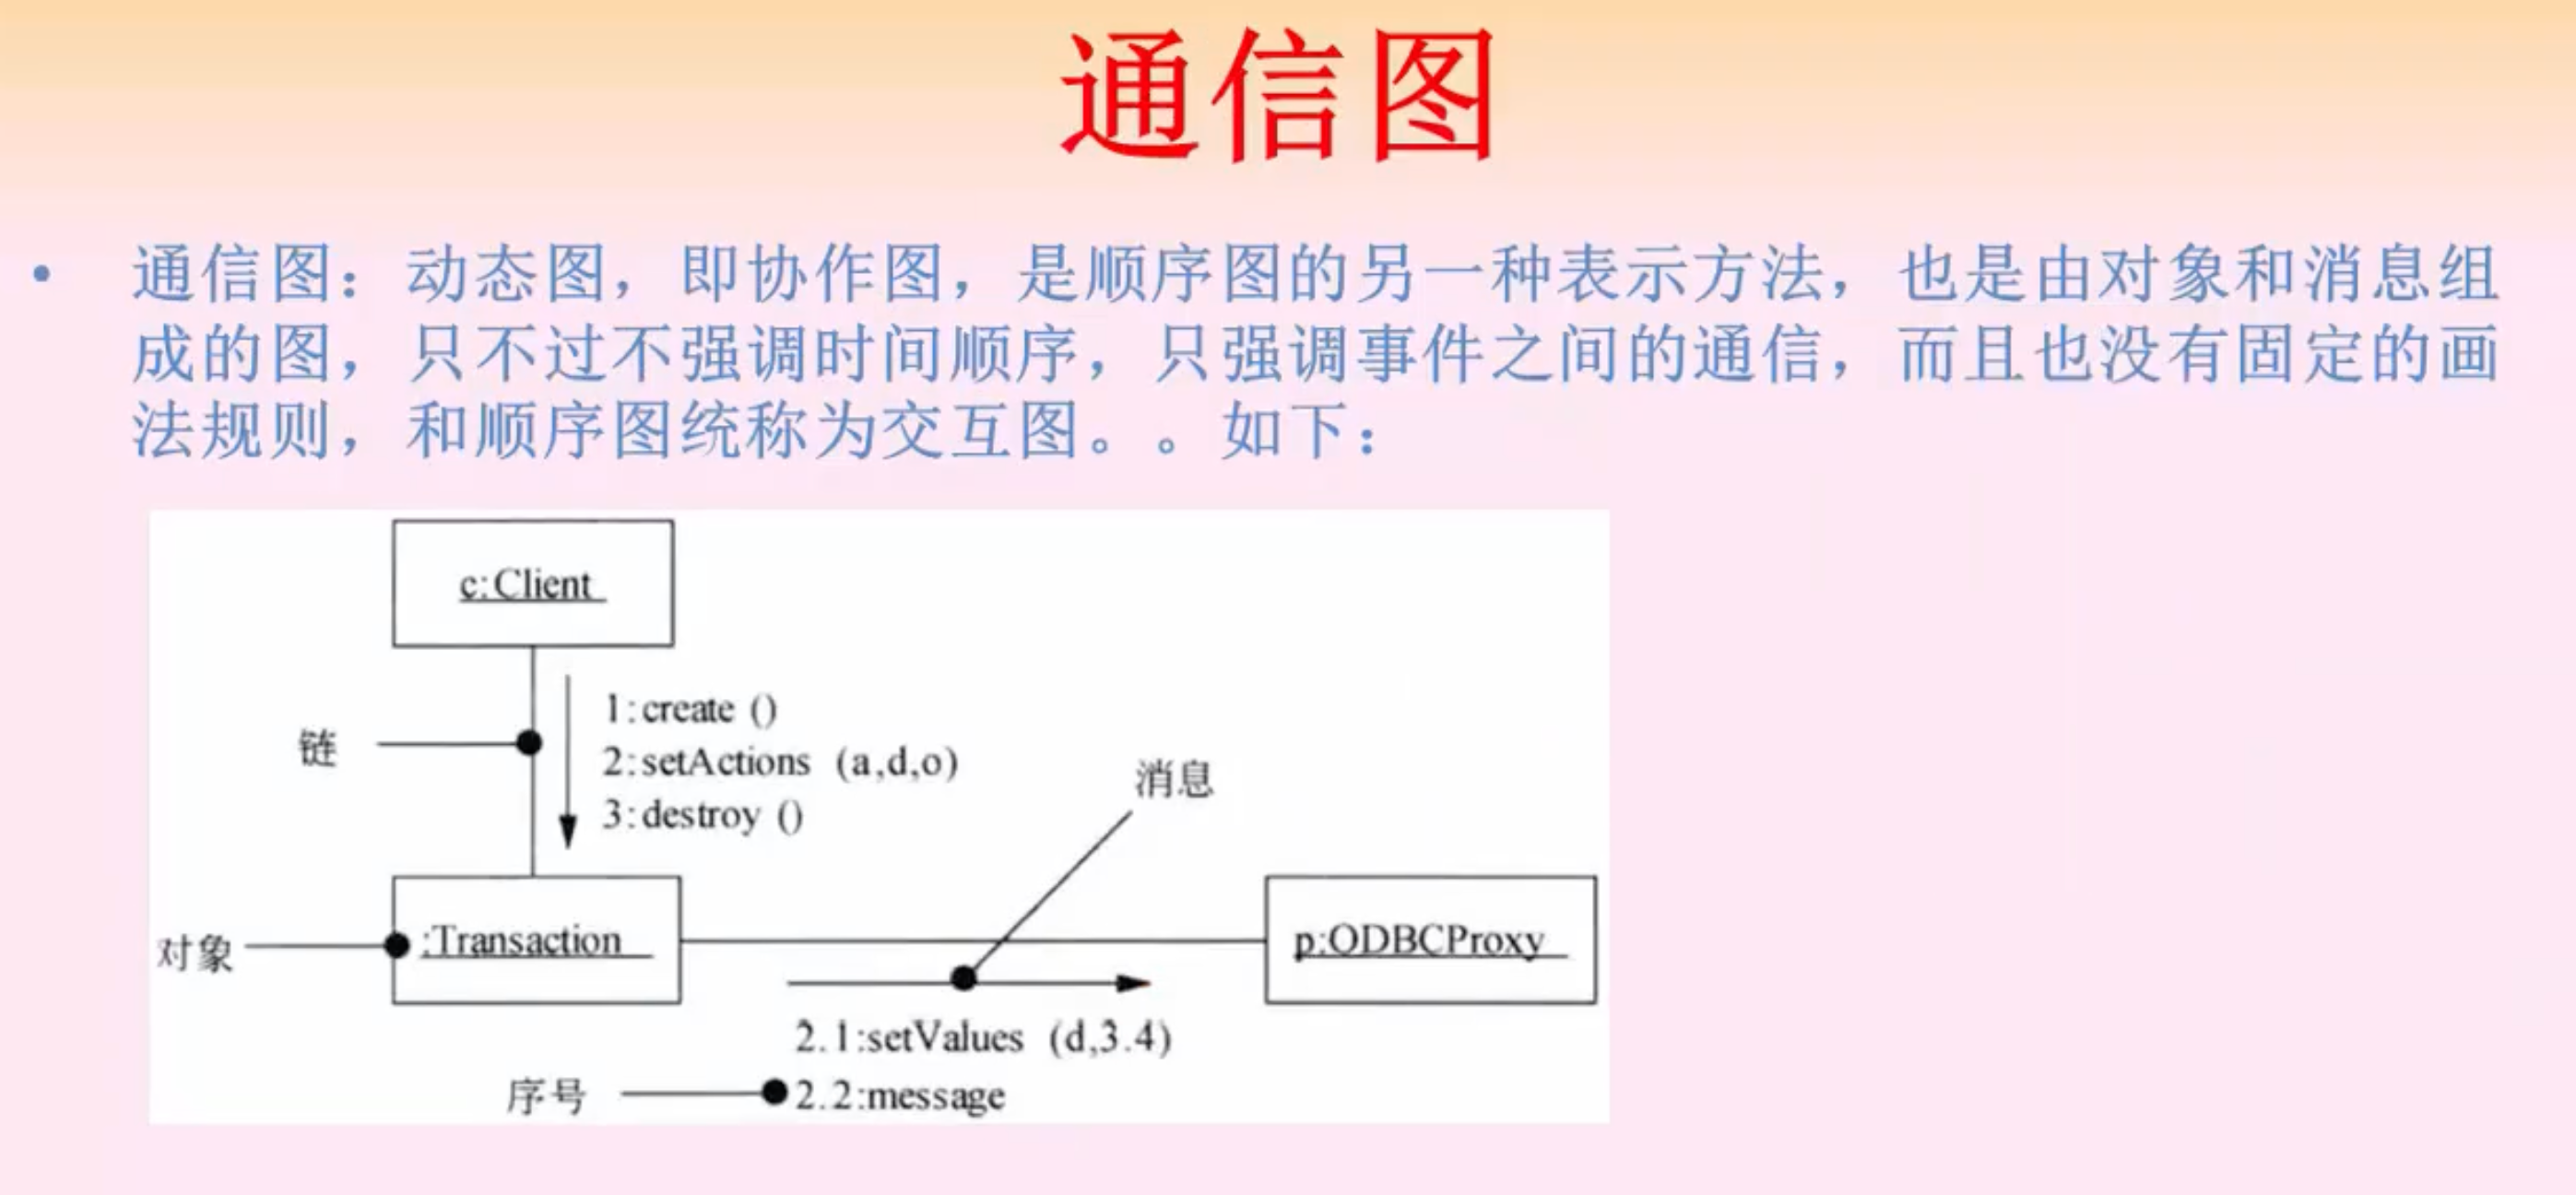 通信图
• 通信图：动态图，即协作图，是顺序图的另一种表示方法，也是由对象和消息组
成的图，只不过不强调时间顺序，只强调事件之间的通信，而且也没有固定的画
法规则，和顺序图统称为交互图。。如下：
c:Client
链
1:create ()
2:setActions (a,d,o)
3:destroy ()
消息
对象
:Transaction
p:ODBCProxy
2.1:setValues (d,3.4)
序号
2.2:message